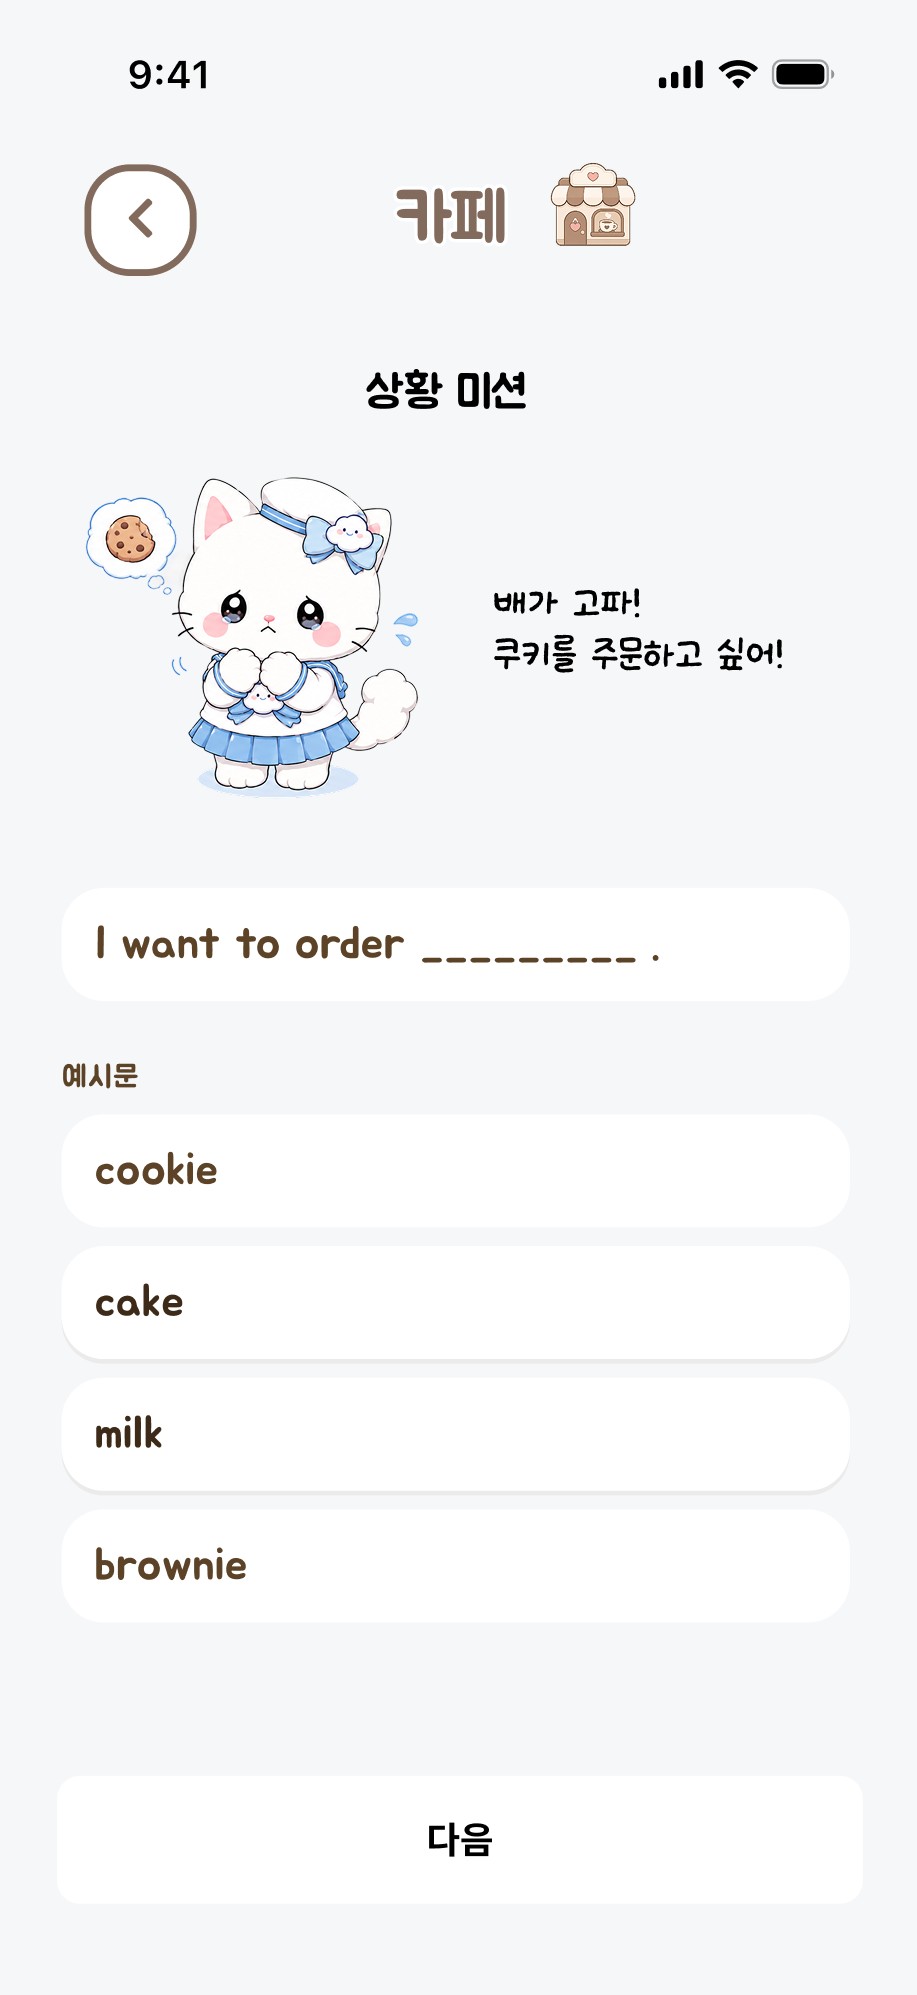 9:41
카페
상황 미션
배가 고파!
쿠키를 주문하고 싶어!
I want to order _________ .
예시문
cookie
cake
milk
brownie
다음